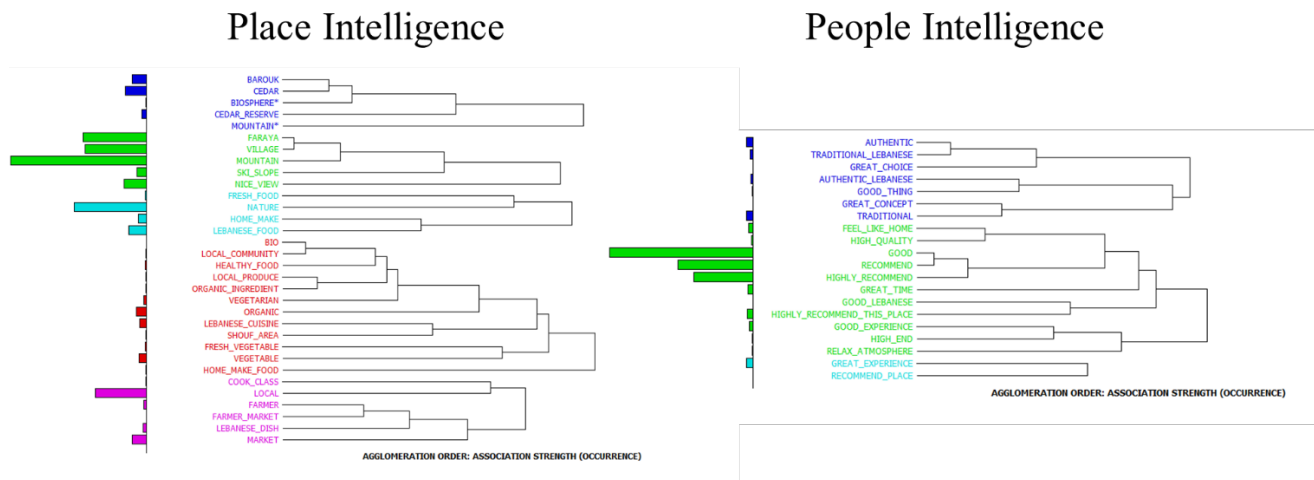 Place Intelligence
People Intelligence
BAROUK
CEDAR
BIOSPHERE*
CEDAR_RESERVE
MOUNTAIN*
FARAYA
VILLAGE
MOUNTAIN
SKI_SLOPE
NICE_VIEW
FRESH_FOOD
NATURE
HOME_MAKE
LEBANESE_FOOD
BIO
LOCAL_COMMUNITY
HEALTHY_FOOD
LOCAL_PRODUCE
ORGANIC_INGREDIENT
VEGETARIAN
ORGANIC
LEBANESE_CUISINE
SHOUF_AREA
FRESH_VEGETABLE
VEGETABLE
HOME_MAKE_FOOD
COOK_CLASS
LOCAL
FARMER
FARMER_MARKET
LEBANESE_DISH
MARKET
AGGLOMERATION ORDER: ASSOCIATION STRENGTH (OCCURRENCE)
AUTHENTIC
TRADITIONAL_LEBANESE
GREAT_CHOICE
AUTHENTIC_LEBANESE
GOOD_THING
GREAT_CONCEPT
TRADITIONAL
FEEL_LIKE_HOME
HIGH_QUALITY
GOOD
RECOMMEND
HIGHLY_RECOMMEND
GREAT_TIME
GOOD_LEBANESE
HIGHLY_RECOMMEND_THIS_PLACE
GOOD_EXPERIENCE
HIGH_END
RELAX_ATMOSPHERE
GREAT_EXPERIENCE
RECOMMEND_PLACE
AGGLOMERATION ORDER: ASSOCIATION STRENGTH (OCCURRENCE)